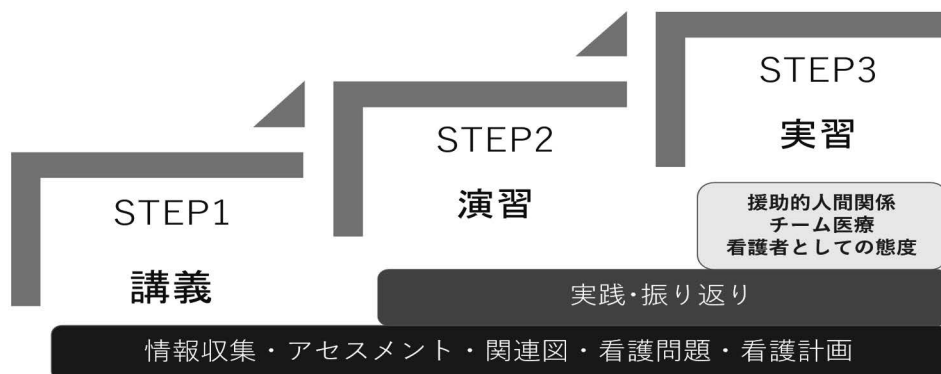 STEP1
講義
STEP2
演習
STEP3
実習
援助的人間関係
チーム医療
看護者としての態度
実践・振り返り
情報収集・アセスメント・関連図・看護問題・看護計画